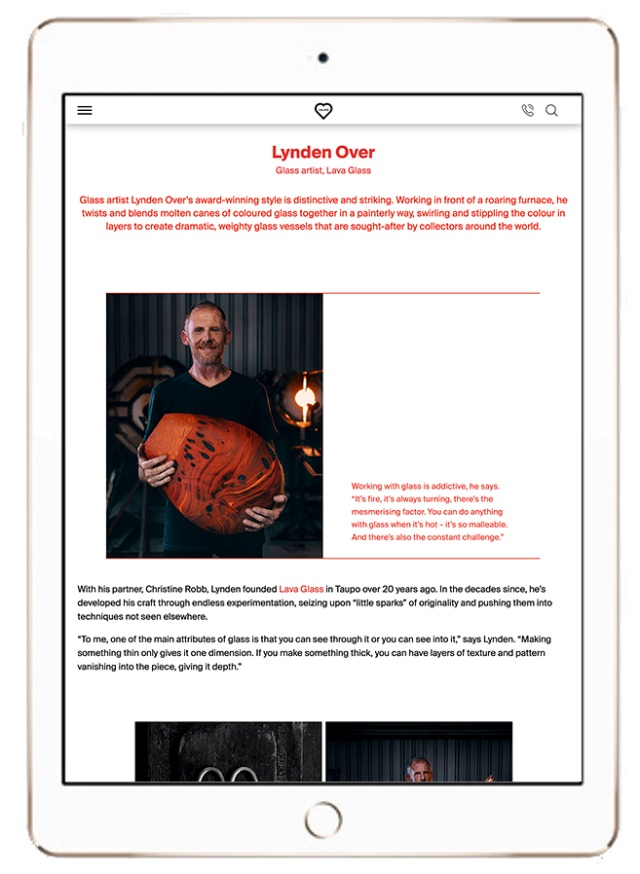 Lynden Over
Glass artist, Lava Glass
Glass artist Lynden Over's award-winning style is distinctive and striking. Working in front of a roaring furnace, he
twists and blends molten canes of coloured glass together in a painterly way, swirling and stippling the colour in
layers to create dramatic, weighty glass vessels that are sought-after by collectors around the world.
Working with glass is addictive, he says.
“It’s fire, it’s always turning, there’s the
mesmerising factor. You can do anything
with glass when it’s hot – it’s so malleable.
And there’s also the constant challenge.”
With his partner, Christine Robb, Lynden founded Lava Glass in Taupo over 20 years ago. In the decades since, he’s
developed his craft through endless experimentation, seizing upon “little sparks” of originality and pushing them into
techniques not seen elsewhere.
“To me, one of the main attributes of glass is that you can see through it or you can see into it,” says Lynden. “Making
something thin only gives it one dimension. If you make something thick, you can have layers of texture and pattern
vanishing into the piece, giving it depth.”